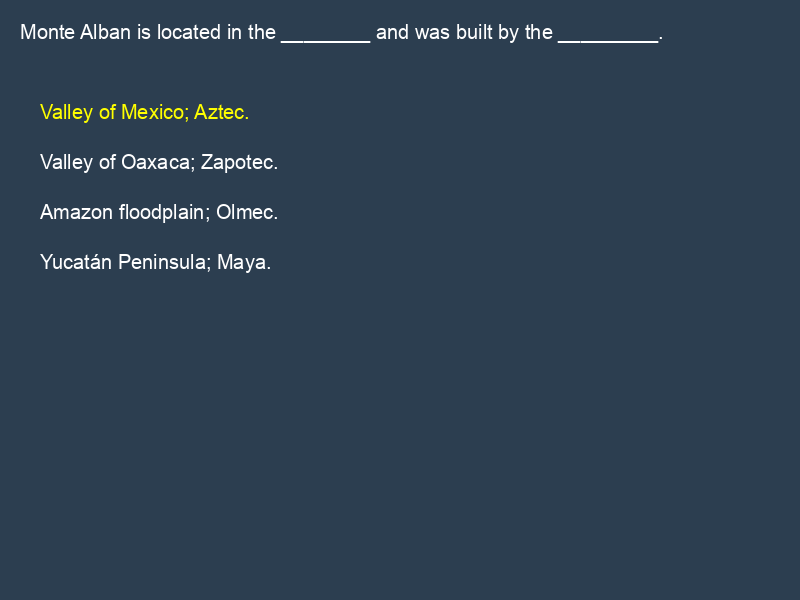 Monte Alban is located in the ________ and was built by the _________.
Valley of Mexico; Aztec.
Valley of Oaxaca; Zapotec.
Amazon floodplain; Olmec.
Yucatán Peninsula; Maya.